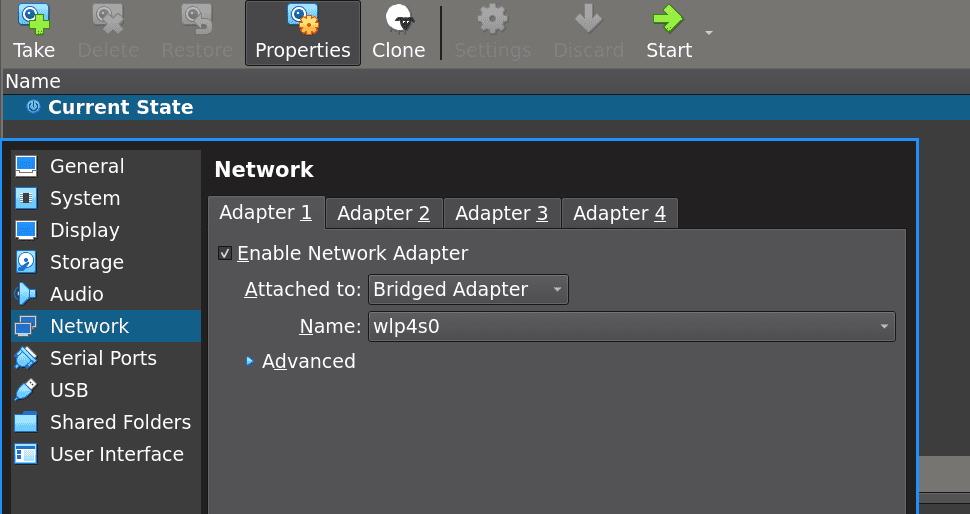 Take Delete Restore Properties Clone Settings Discard Start
Name
Current State
General
System
Display
Storage
Audio
Network
Serial Ports
USB
Shared Folders
User Interface
Network
Adapter 1 Adapter 2 Adapter 3 Adapter 4
Enable Network Adapter
Attached to: Bridged Adapter
Name: wlp4s0
Advanced